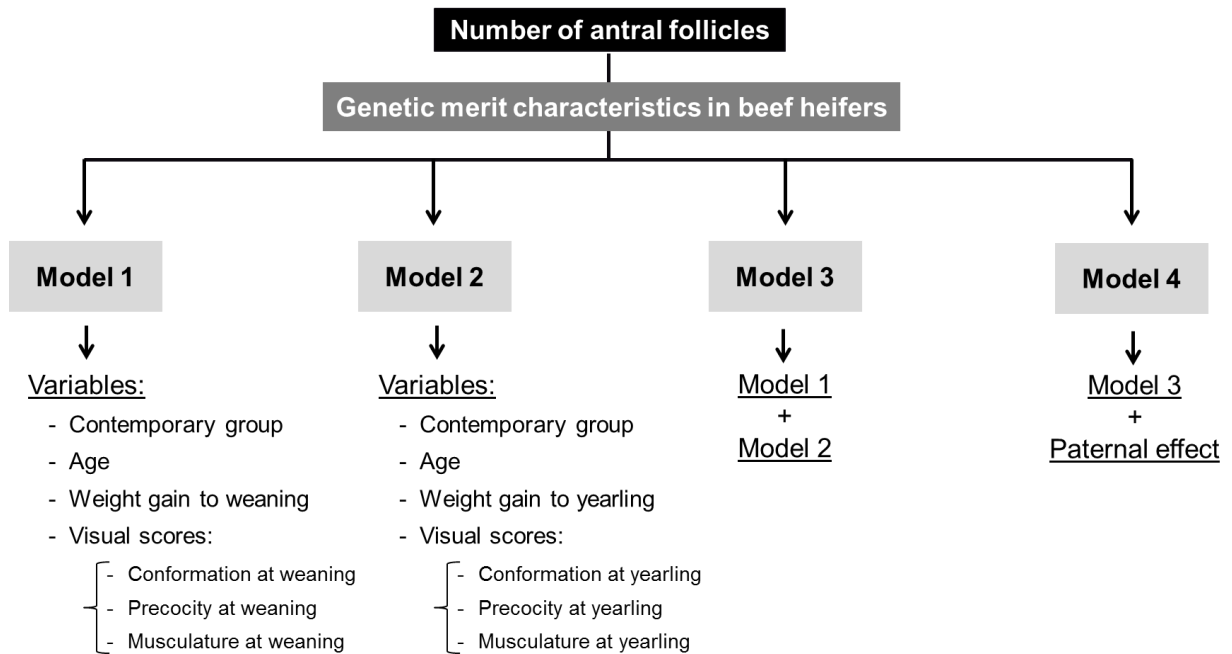 Number of antral follicles
Genetic merit characteristics in beef heifers
Model 1
Variables:
- Contemporary group
- Age
- Weight gain to weaning
- Visual scores:
- Conformation at weaning
- Precocity at weaning
- Musculature at weaning
Model 2
Variables:
- Contemporary group
- Age
- Weight gain to yearling
- Visual scores:
- Conformation at yearling
- Precocity at yearling
- Musculature at yearling
Model 3
Model 1
+
Model 2
Model 4
Model 3
+
Paternal effect